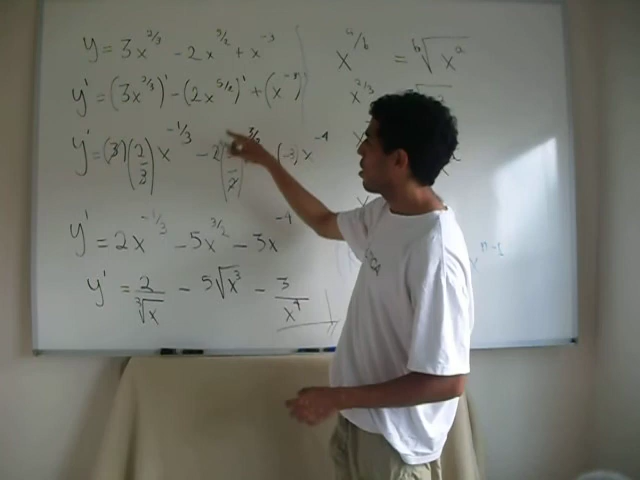 y = 3x^{2/3} - 2x^{5/2} + x^{-3}
y' = (3x^{2/3})' - (2x^{5/2})' + (x^{-3})'
y' = (3)(2/3)x^{-1/3} - 2( /2) ^{3/2} (-3)x^{-4}
y' = 2x^{-1/3} - 5x^{3/2} - 3x^{-4}
y' = 2/∛x - 5√x³ - 3/x⁴
x^{a/b} = ᵇ√x^a
x^{2/3}
x^{n-1}